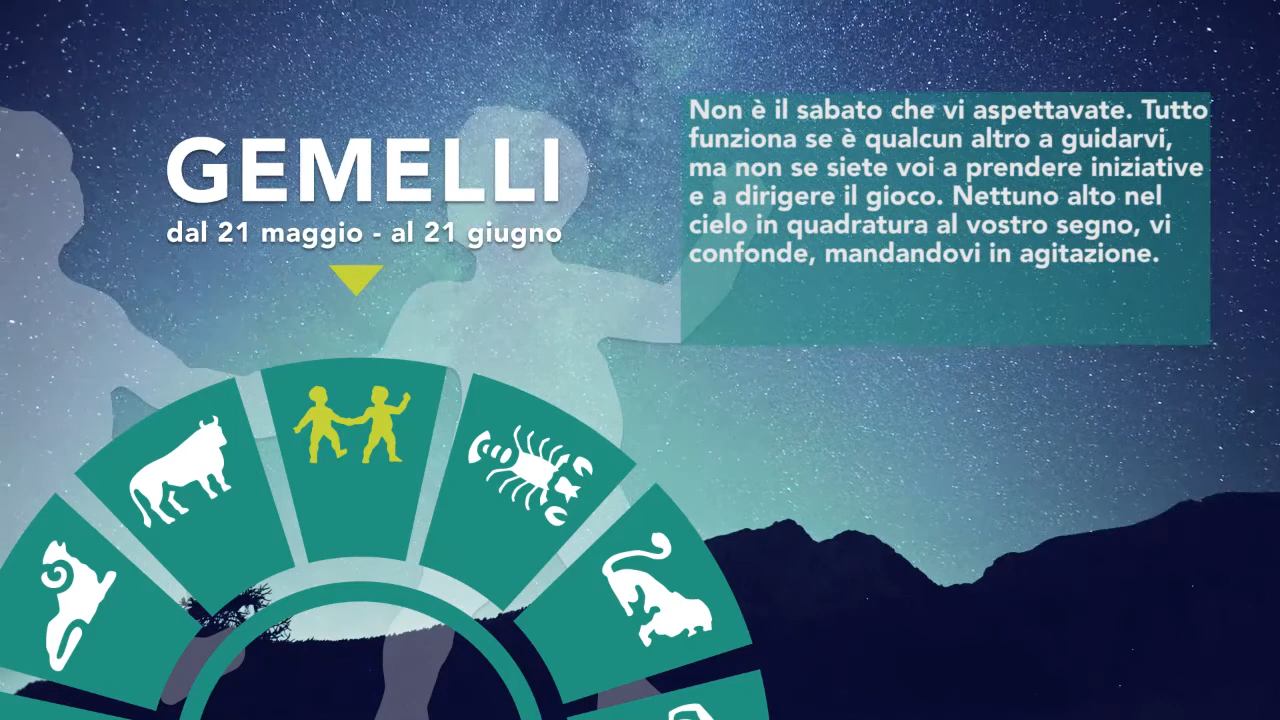 GEMELLI
dal 21 maggio - al 21 giugno
Non è il sabato che vi aspettavate. Tutto
funziona se è qualcun altro a guidarvi,
ma non se siete voi a prendere iniziative
e a dirigere il gioco. Nettuno alto nel
cielo in quadratura al vostro segno, vi
confonde, mandandovi in agitazione.